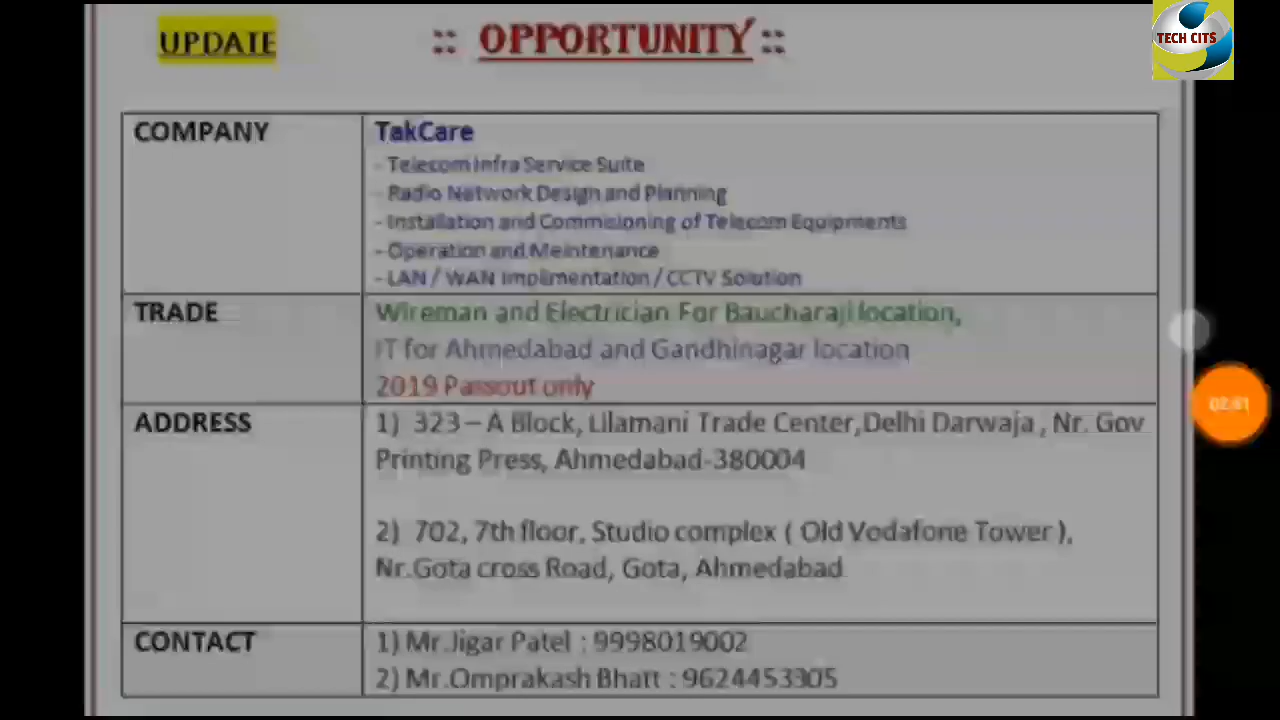 UPDATE :: OPPORTUNITY ::
TECH CITS
COMPANY TakCare
- Telecom Infra Service Suite
- Radio Network Design and Planning
- Installation and Commisioning of Telecom Equipments
- Operation and Meintenance
- LAN / WAN Implimentation / CCTV Solution
TRADE Wireman and Electrician For Baucharaji location,
IT for Ahmedabad and Gandhinagar location
2019 Passout only
ADDRESS 1) 323 – A Block, Lilamani Trade Center,Delhi Darwaja , Nr. Gov
Printing Press, Ahmedabad-380004
2) 702, 7th floor, Studio complex ( Old Vodafone Tower ),
Nr.Gota cross Road, Gota, Ahmedabad
CONTACT 1) Mr.Jigar Patel : 9998019002
2) Mr.Omprakash Bhatt : 9624453305